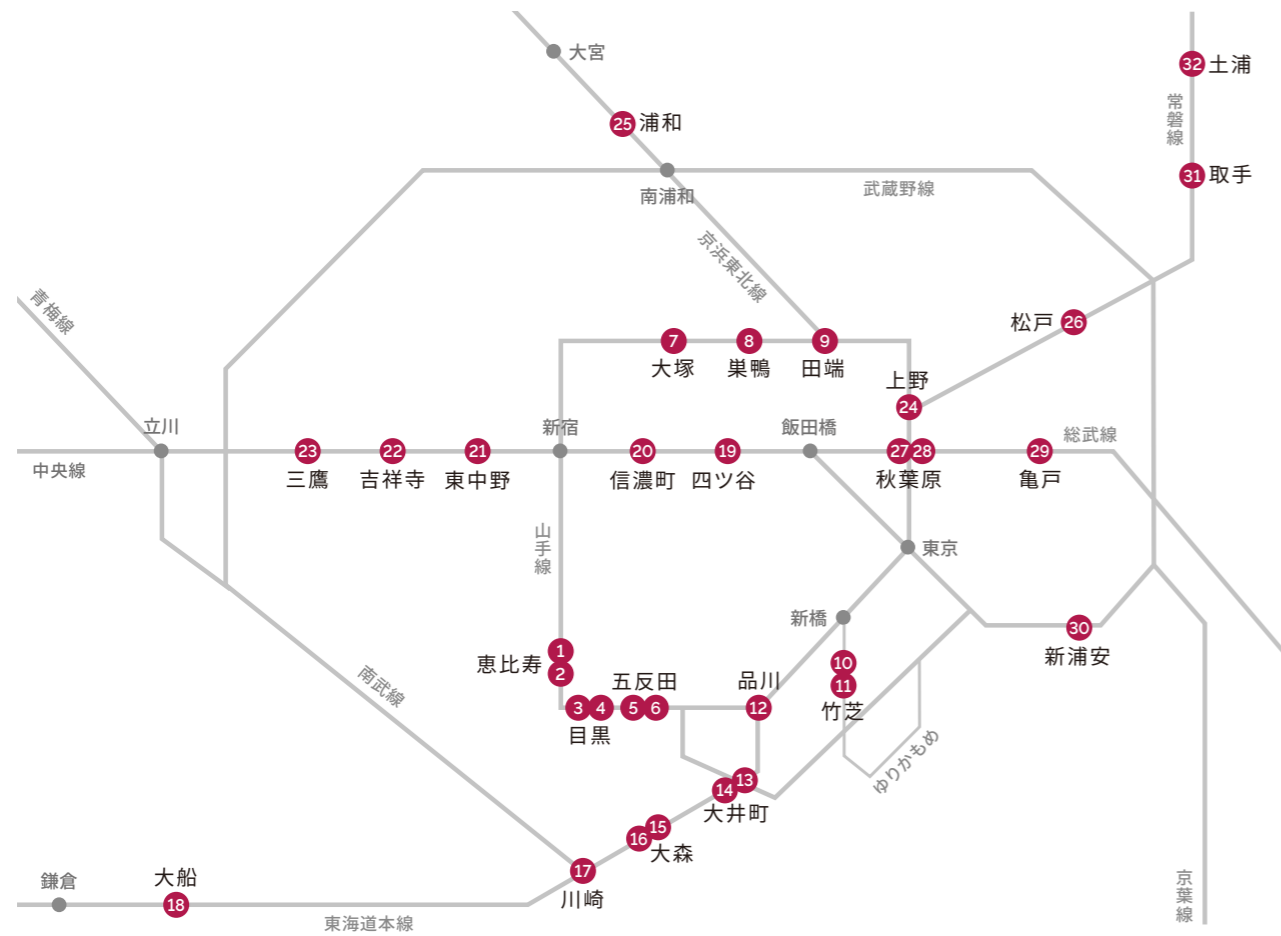 大宮
32 土浦
常磐線
25 浦和
31 取手
南浦和
武蔵野線
京浜東北線
青梅線
松戸 26
7
大塚
8
巣鴨
9
田端
上野
24
立川
新宿
飯田橋
総武線
中央線
23
三鷹
22
吉祥寺
21
東中野
20
信濃町
19
四ツ谷
27 28
秋葉原
29
亀戸
山手線
東京
新橋
恵比寿
1
2
3 4
目黒
五反田
5 6
品川
12
10
11
竹芝
30
新浦安
南武線
ゆりかもめ
13
14
大井町
15
16
大森
17
川崎
鎌倉
大船
18
東海道本線
京葉線